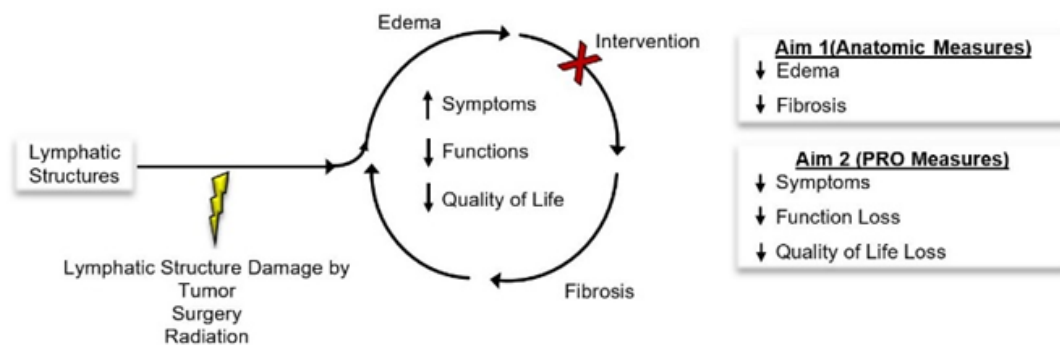 Edema
Intervention
↑ Symptoms
↓ Functions
↓ Quality of Life
Lymphatic
Structures
Lymphatic Structure Damage by
Tumor
Surgery
Radiation
Fibrosis
Aim 1(Anatomic Measures)
↓ Edema
↓ Fibrosis
Aim 2 (PRO Measures)
↓ Symptoms
↓ Function Loss
↓ Quality of Life Loss